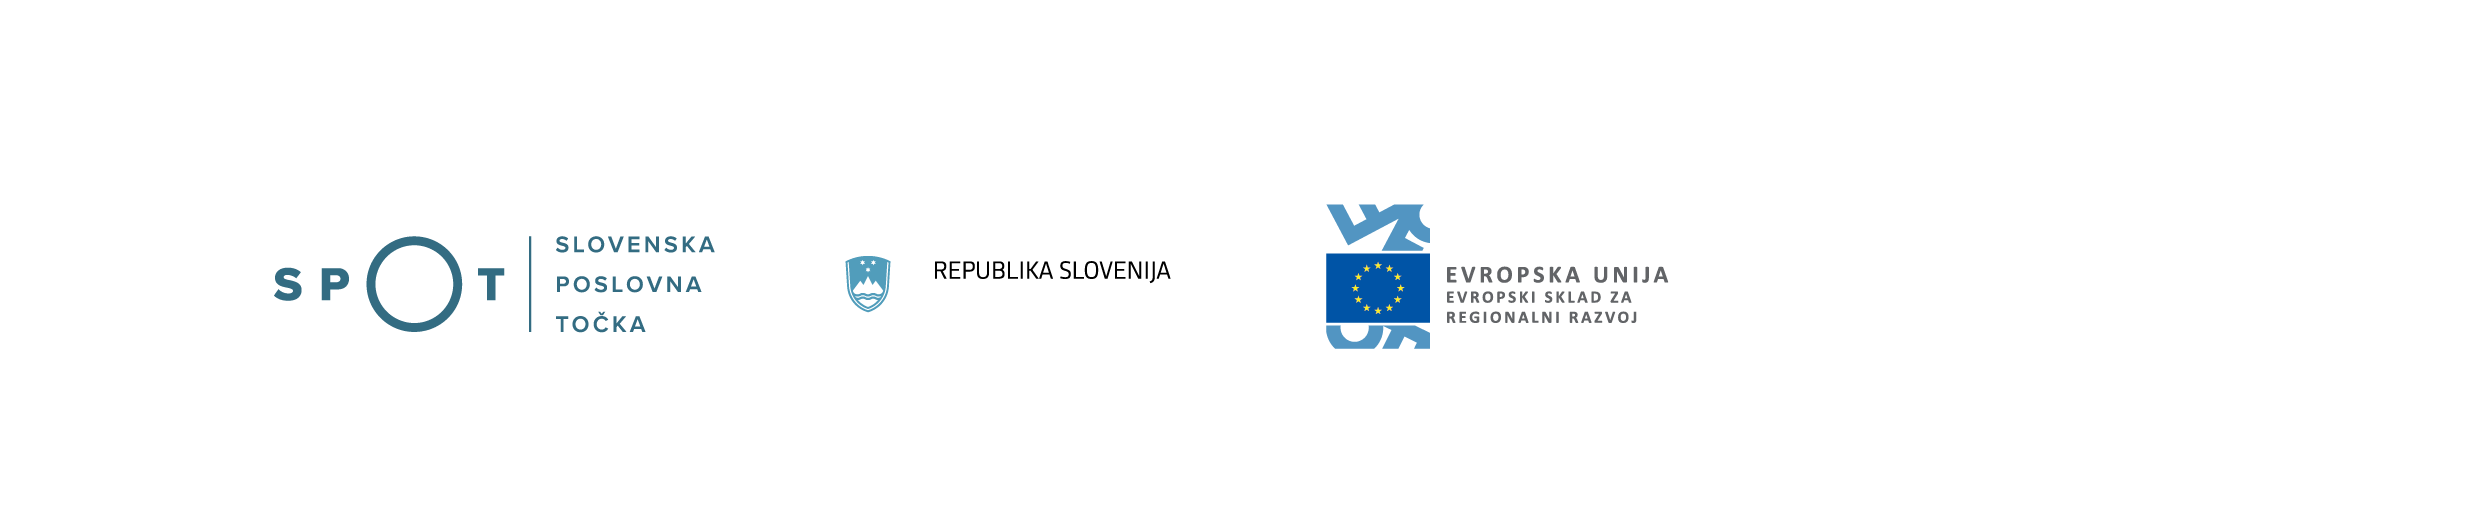 SPOT
SLOVENSKA
POSLOVNA
TOČKA
REPUBLIKA SLOVENIJA
EVROPSKA UNIJA
EVROPSKI SKLAD ZA
REGIONALNI RAZVOJ